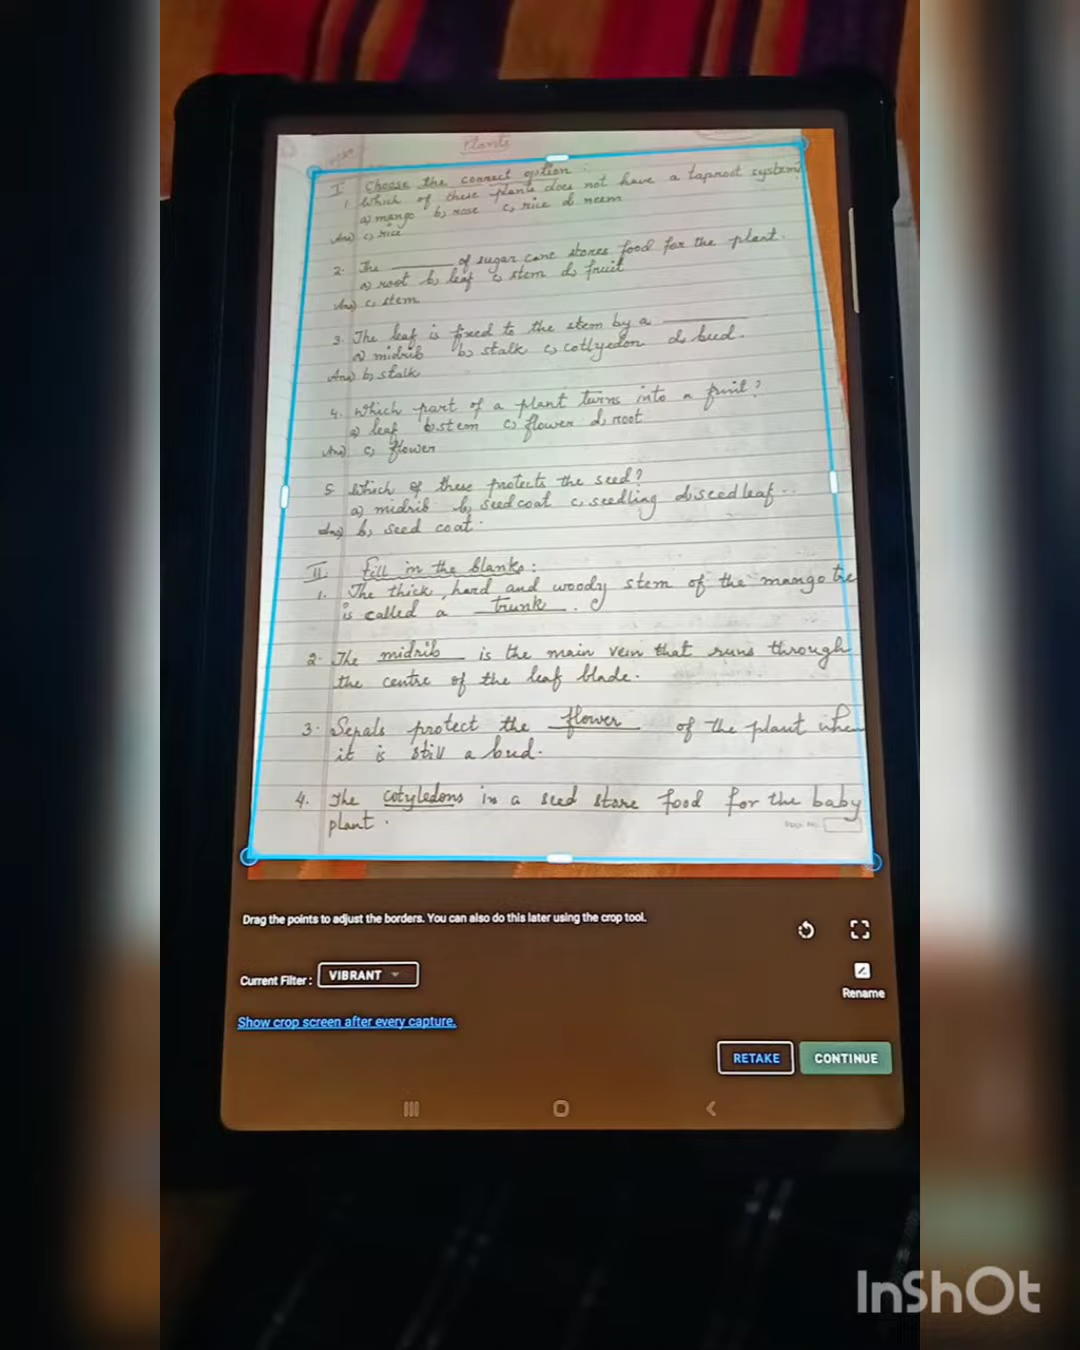 Plants
I Choose the correct option :
1. Which of these plants does not have a taproot system?
a) mango b) rose c) rice d) neem
Ans) c) rice
2. The ______ of sugar cane stores food for the plant.
a) root b) leaf c) stem d) fruit
Ans) c) stem
3. The leaf is fixed to the stem by a ______
a) midrib b) stalk c) cotlyedon d) bud.
Ans) b) stalk
4. Which part of a plant turns into a fruit?
a) leaf b) stem c) flower d) root
Ans) c) flower
5. Which of these protects the seed?
a) midrib b) seed coat c) seedling d) seed leaf..
Ans) b) seed coat.
II. Fill in the blanks:
1. The thick, hard and woody stem of the mango tre
is called a trunk.
2. The midrib is the main vein that runs through
the centre of the leaf blade.
3. Sepals protect the flower of the plant when
it is still a bud.
4. The cotyledons in a seed store food for the baby
plant.
Drag the points to adjust the borders. You can also do this later using the crop tool.
Current Filter : VIBRANT
Rename
Show crop screen after every capture.
RETAKE CONTINUE
InShOt